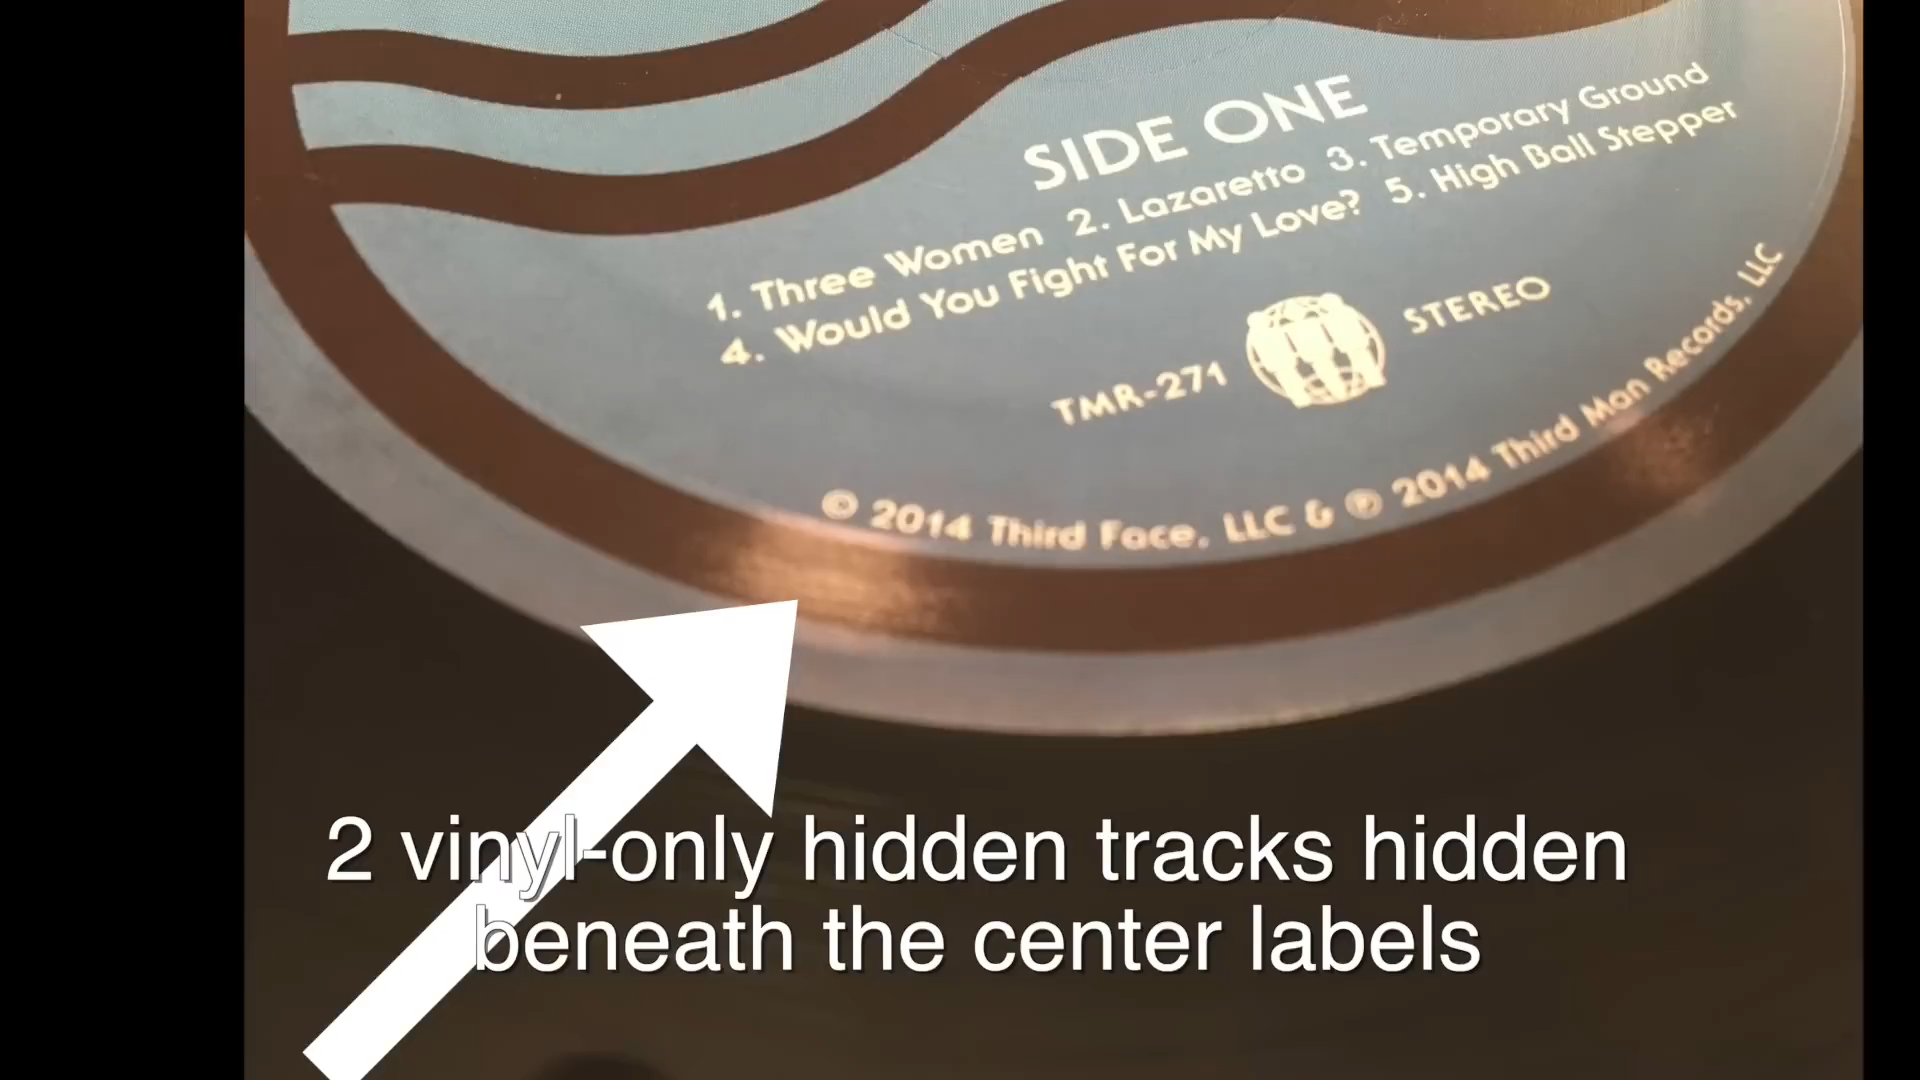 SIDE ONE
1. Three Women 2. Lazaretto 3. Temporary Ground
4. Would You Fight For My Love? 5. High Ball Stepper
TMR-271 STEREO
© 2014 Third Face, LLC & ℗ 2014 Third Man Records, LLC
2 vinyl-only hidden tracks hidden
beneath the center labels